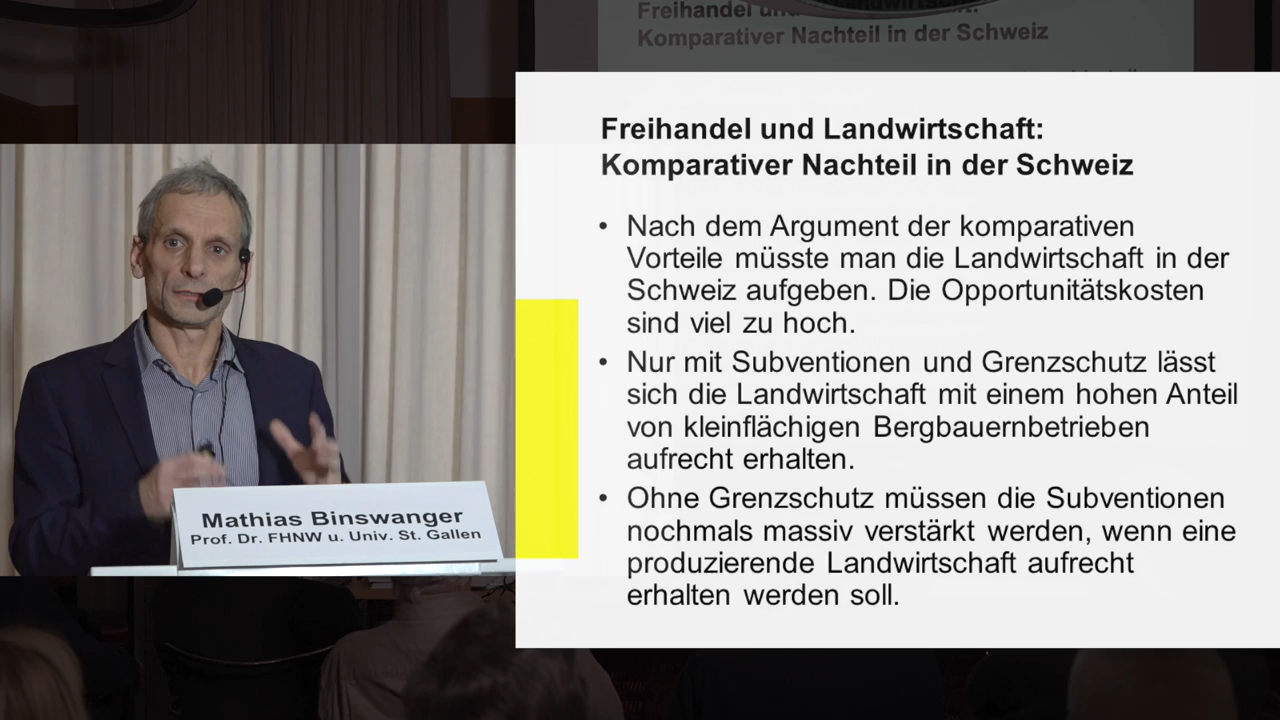 Freihandel und Landwirtschaft:
Komparativer Nachteil in der Schweiz
Freihandel und Landwirtschaft:
Komparativer Nachteil in der Schweiz
• Nach dem Argument der komparativen
Vorteile müsste man die Landwirtschaft in der
Schweiz aufgeben. Die Opportunitätskosten
sind viel zu hoch.
• Nur mit Subventionen und Grenzschutz lässt
sich die Landwirtschaft mit einem hohen Anteil
von kleinflächigen Bergbauernbetrieben
aufrecht erhalten.
• Ohne Grenzschutz müssen die Subventionen
nochmals massiv verstärkt werden, wenn eine
produzierende Landwirtschaft aufrecht
erhalten werden soll.
Mathias Binswanger
Prof. Dr. FHNW u. Univ. St. Gallen